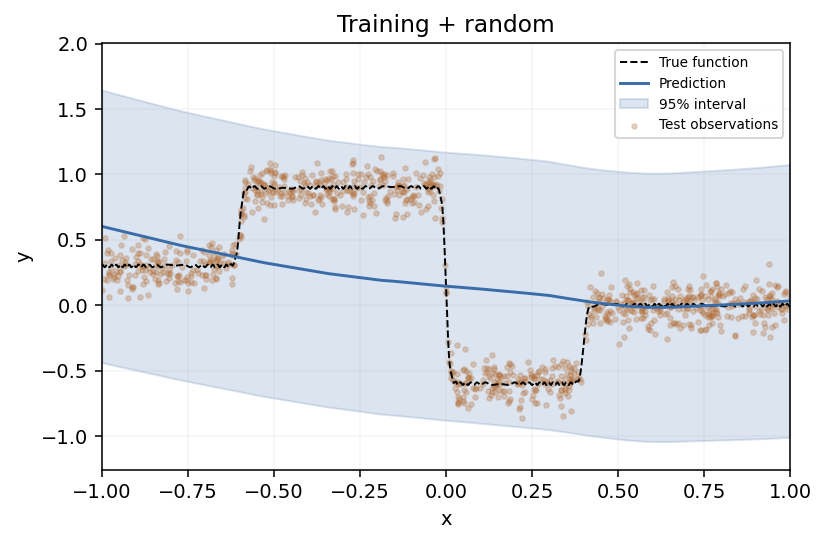 Training + random
True function
Prediction
95% interval
Test observations
2.0
1.5
1.0
0.5
0.0
−0.5
−1.0
y
−1.00 −0.75 −0.50 −0.25 0.00 0.25 0.50 0.75 1.00
x